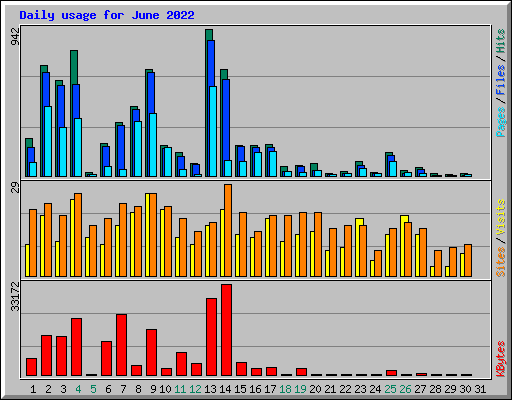 Daily usage for June 2022
942
Pages / Files / Hits
29
Sites / Visits
33172
KBytes
1 2 3 4 5 6 7 8 9 10 11 12 13 14 15 16 17 18 19 20 21 22 23 24 25 26 27 28 29 30 31